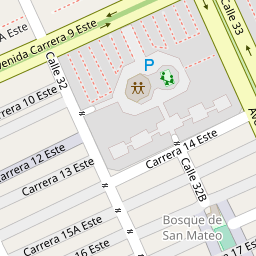 Calle 33
Avenida Carrera 9 Este
Calle 32
P
Carrera 10 Este
Carrera 14 Este
Carrera 12 Este
Carrera 13 Este
Calle 32B
Bosque de
San Mateo
Carrera 15A Este
16 Este
17 Este